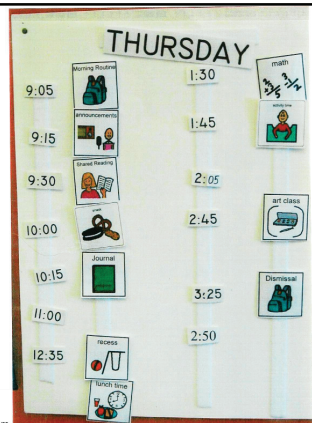 THURSDAY
9:05
Morning Routine
9:15
announcements
9:30
Shared Reading
10:00
snack
10:15
Journal
11:00
12:35
recess
lunch time
1:30
math
1:45
2:05
2:45
art class
3:25
Dismissal
2:50